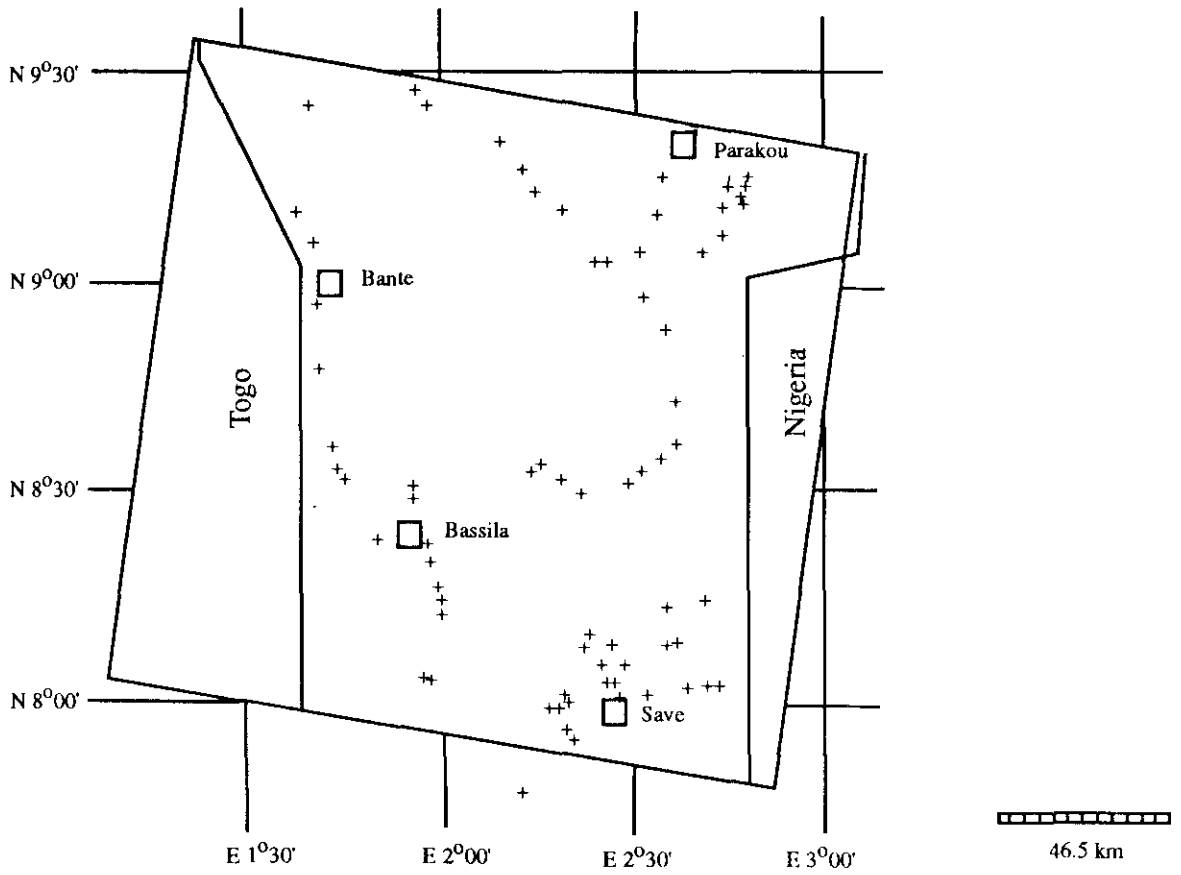 N 9°30'
Parakou
N 9°00'
Bante
Togo
Nigeria
N 8°30'
Bassila
N 8°00'
Save
E 1°30'
E 2°00'
E 2°30'
E 3°00'
46.5 km